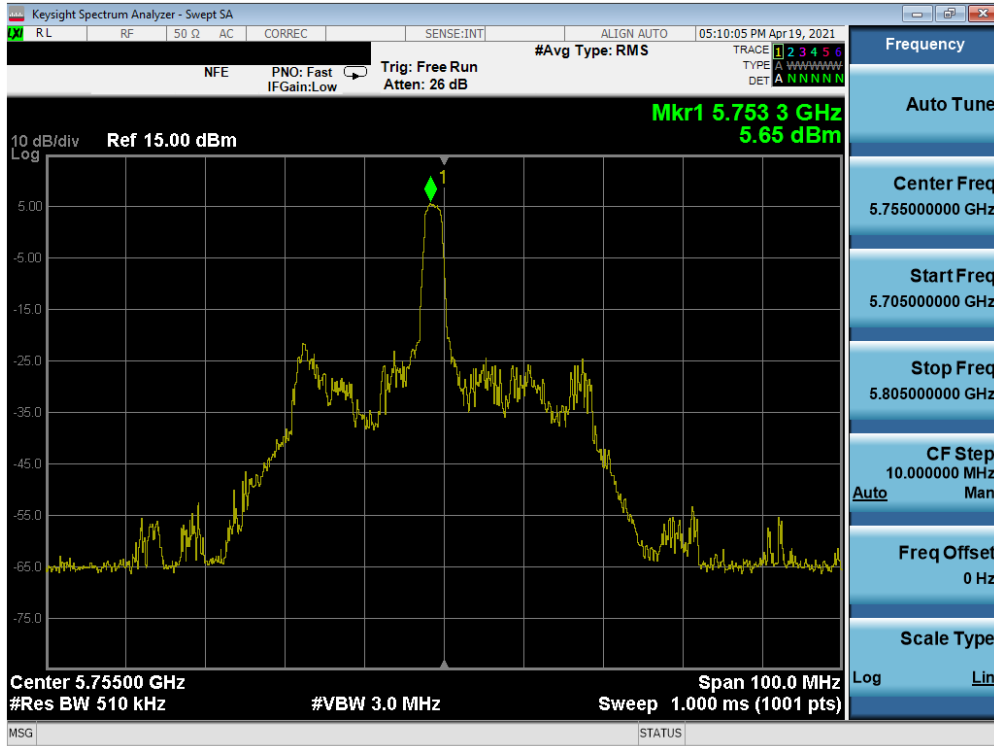 Keysight Spectrum Analyzer - Swept SA
LXI RL RF 50 Ω AC CORREC SENSE:INT ALIGN AUTO 05:10:05 PM Apr 19, 2021
NFE PNO: Fast Trig: Free Run #Avg Type: RMS TRACE 1 2 3 4 5 6
IFGain:Low Atten: 26 dB TYPE A WWWWW
DET A N N N N N
Mkr1 5.753 3 GHz
5.65 dBm
10 dB/div Ref 15.00 dBm
Log
1
5.00
-5.00
-15.0
-25.0
-35.0
-45.0
-55.0
-65.0
-75.0
Center 5.75500 GHz Span 100.0 MHz
#Res BW 510 kHz #VBW 3.0 MHz Sweep 1.000 ms (1001 pts)
MSG STATUS
Frequency
Auto Tune
Center Freq
5.755000000 GHz
Start Freq
5.705000000 GHz
Stop Freq
5.805000000 GHz
CF Step
10.000000 MHz
Auto Man
Freq Offset
0 Hz
Scale Type
Log Lin